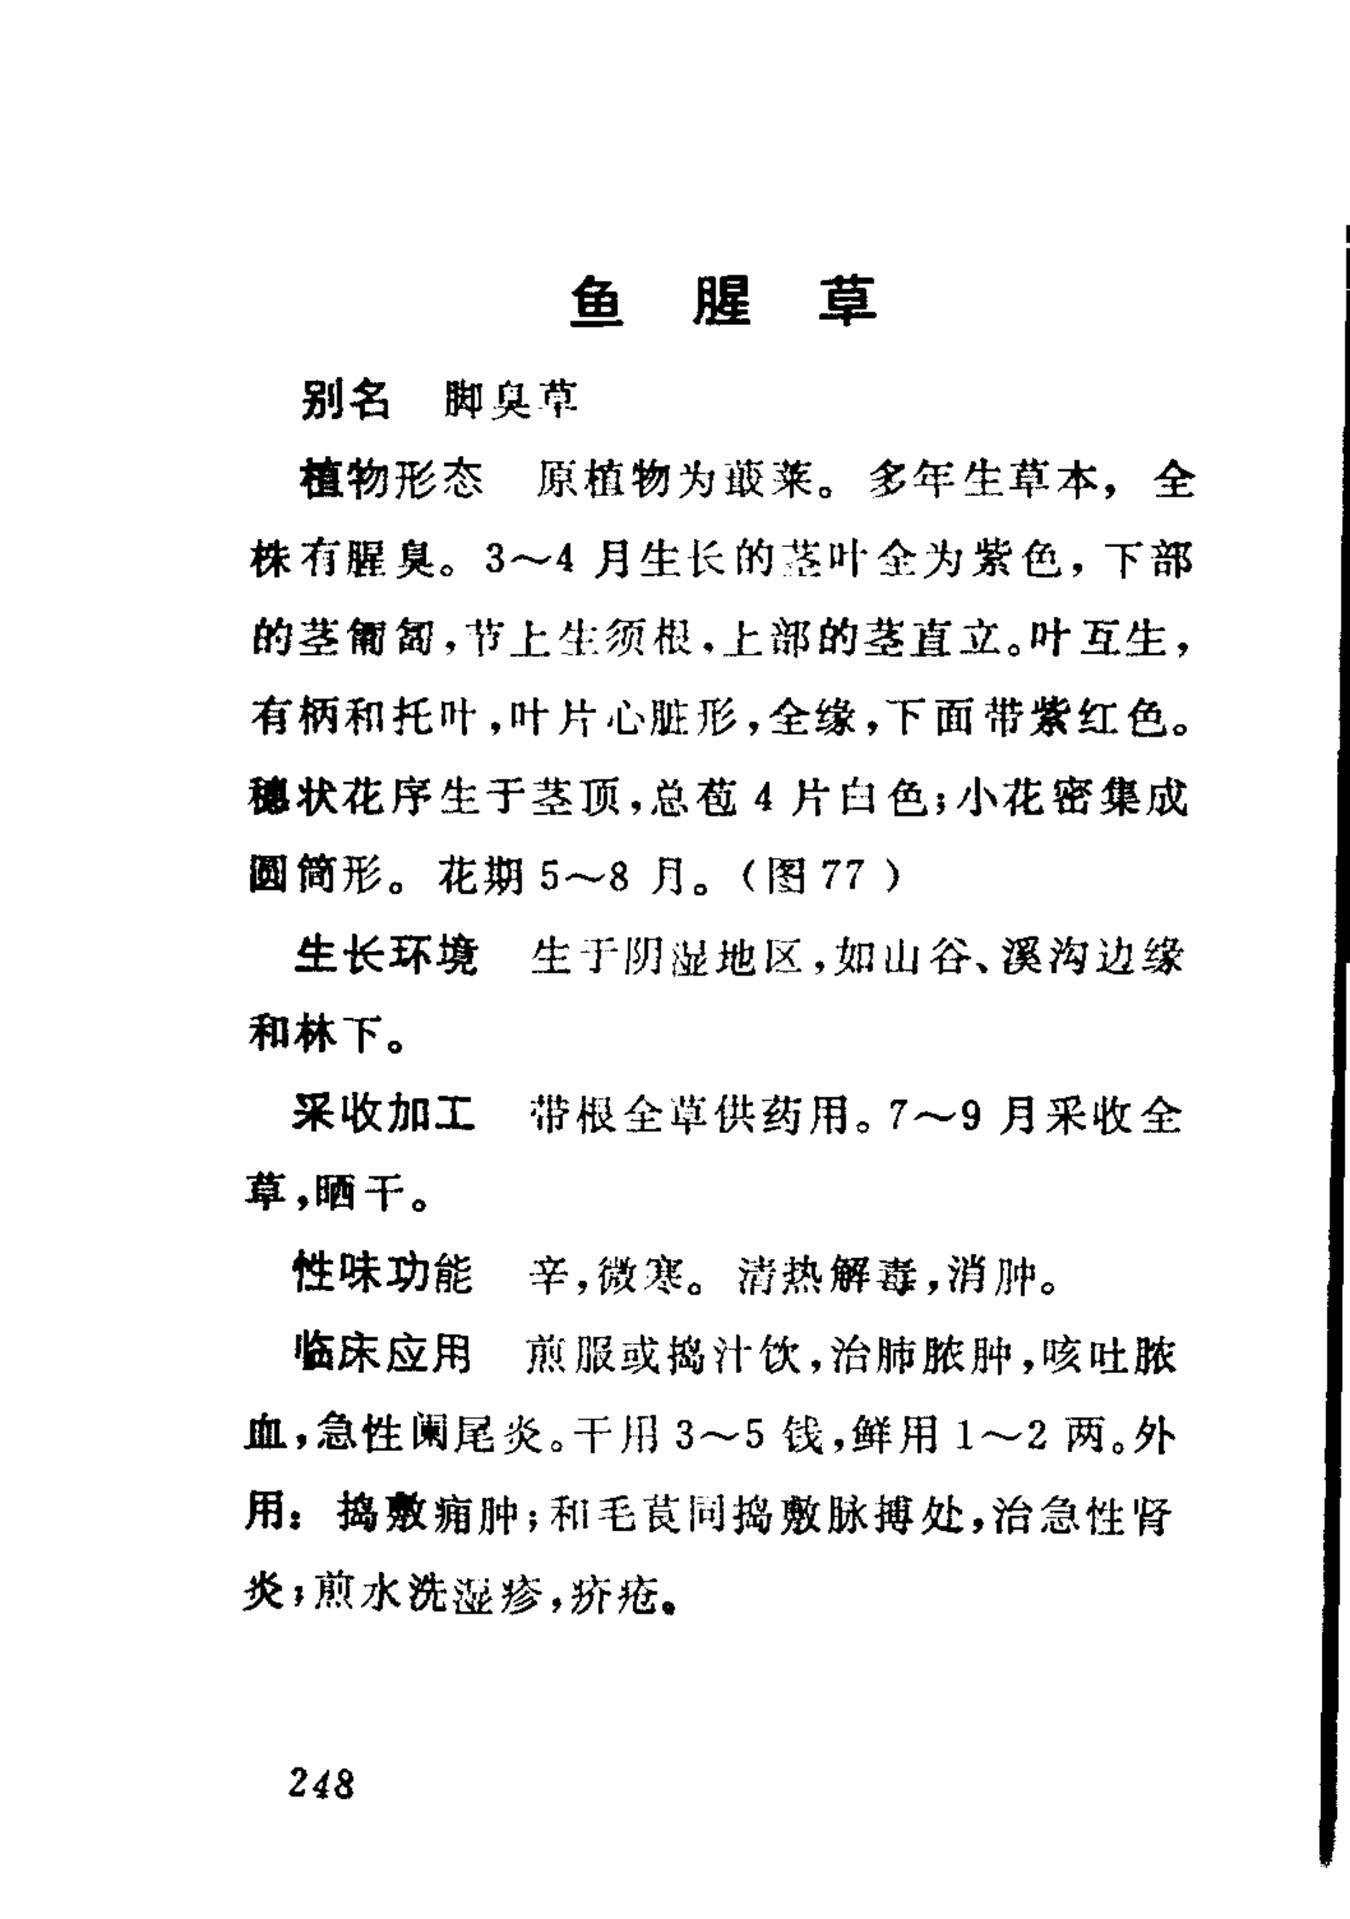 鱼腥草
别名 脚臭草
植物形态 原植物为蕺菜。多年生草本，全
株有腥臭。3～4月生长的茎叶全为紫色，下部
的茎匍匐，节上生须根，上部的茎直立。叶互生，
有柄和托叶，叶片心脏形，全缘，下面带紫红色。
穗状花序生于茎顶，总苞4片白色；小花密集成
圆筒形。花期5～8月。（图77）
生长环境 生于阴湿地区，如山谷、溪沟边缘
和林下。
采收加工 带根全草供药用。7～9月采收全
草，晒干。
性味功能 辛，微寒。清热解毒，消肿。
临床应用 煎服或捣汁饮，治肺脓肿，咳吐脓
血，急性阑尾炎。干用3～5钱，鲜用1～2两。外
用：捣敷痈肿；和毛茛同捣敷脉搏处，治急性肾
炎；煎水洗湿疹，疥疮。
248